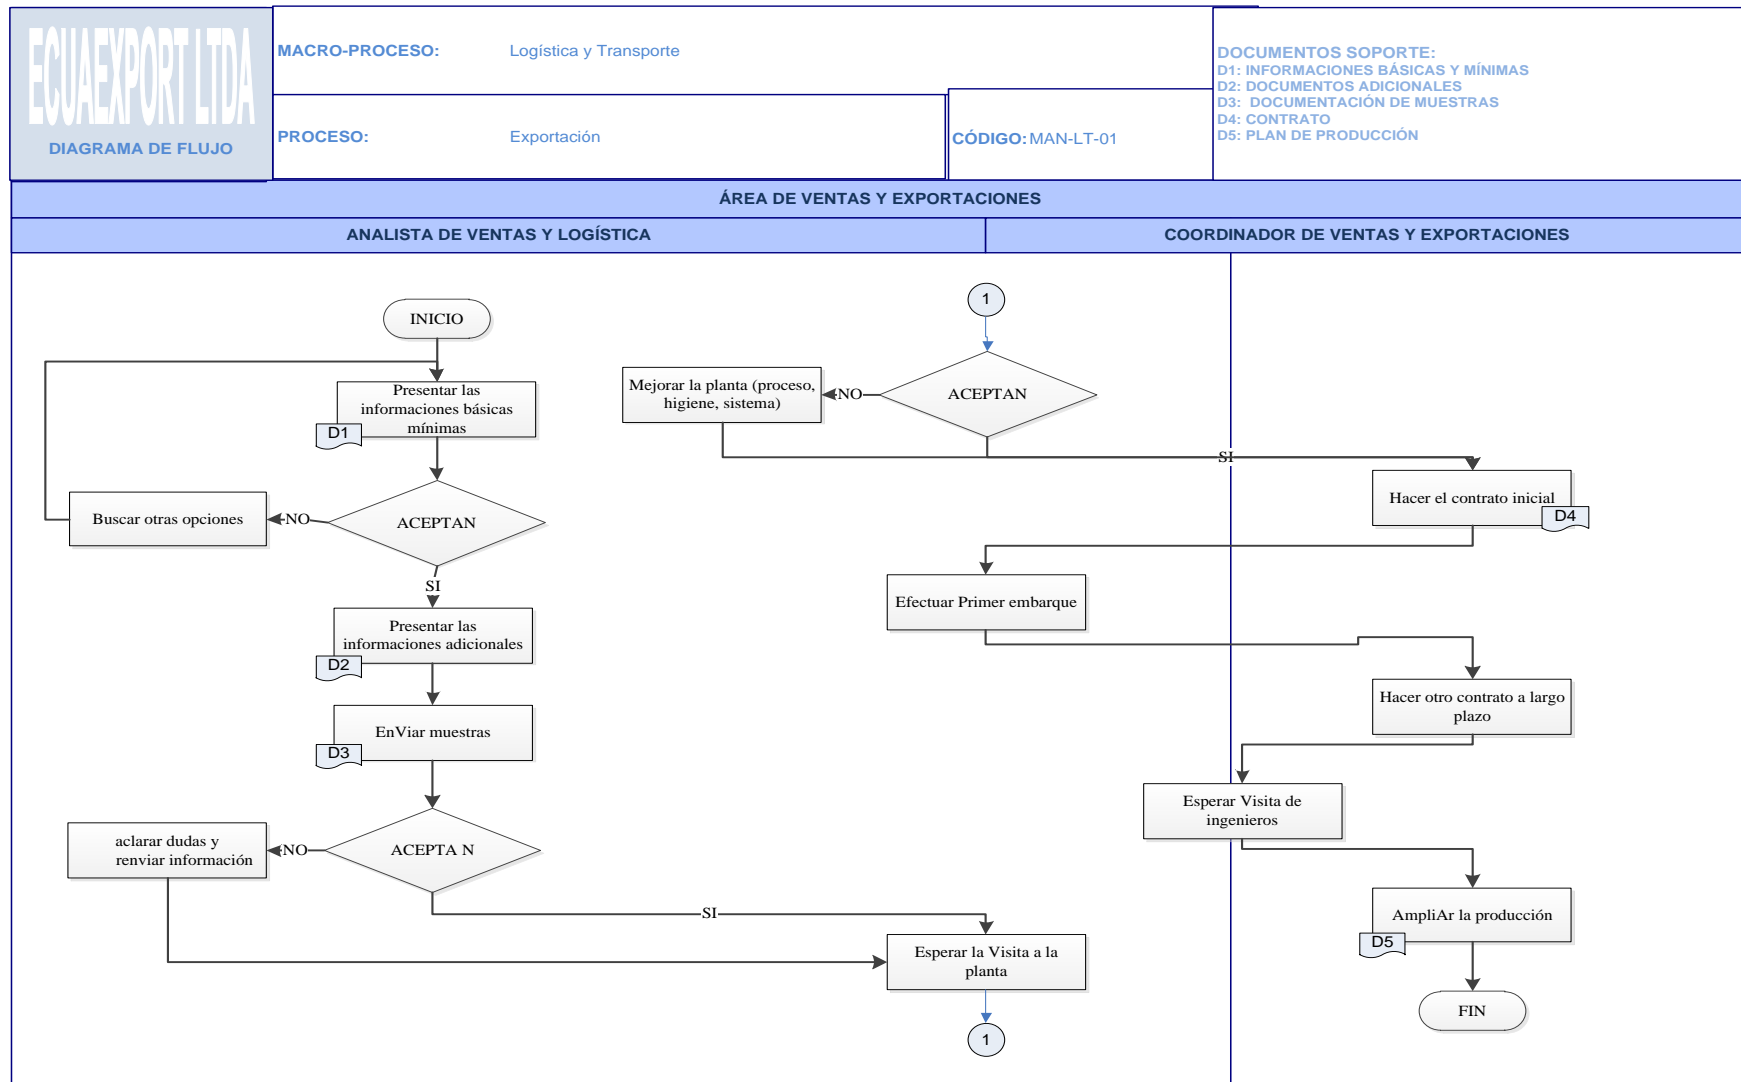 ECUAEXPORT LTDA
DIAGRAMA DE FLUJO
MACRO-PROCESO: Logística y Transporte
PROCESO: Exportación
CÓDIGO: MAN-LT-01
DOCUMENTOS SOPORTE:
D1: INFORMACIONES BÁSICAS Y MÍNIMAS
D2: DOCUMENTOS ADICIONALES
D3: DOCUMENTACIÓN DE MUESTRAS
D4: CONTRATO
D5: PLAN DE PRODUCCIÓN
ÁREA DE VENTAS Y EXPORTACIONES
ANALISTA DE VENTAS Y LOGÍSTICA
COORDINADOR DE VENTAS Y EXPORTACIONES
INICIO
Presentar las
informaciones básicas
mínimas
D1
ACEPTAN
NO
Buscar otras opciones
SI
Presentar las
informaciones adicionales
D2
EnViar muestras
D3
ACEPTA N
NO
aclarar dudas y
renviar información
SI
Esperar la Visita a la
planta
1
1
ACEPTAN
NO
Mejorar la planta (proceso,
higiene, sistema)
SI
Hacer el contrato inicial
D4
Efectuar Primer embarque
Hacer otro contrato a largo
plazo
Esperar Visita de
ingenieros
AmpliAr la producción
D5
FIN